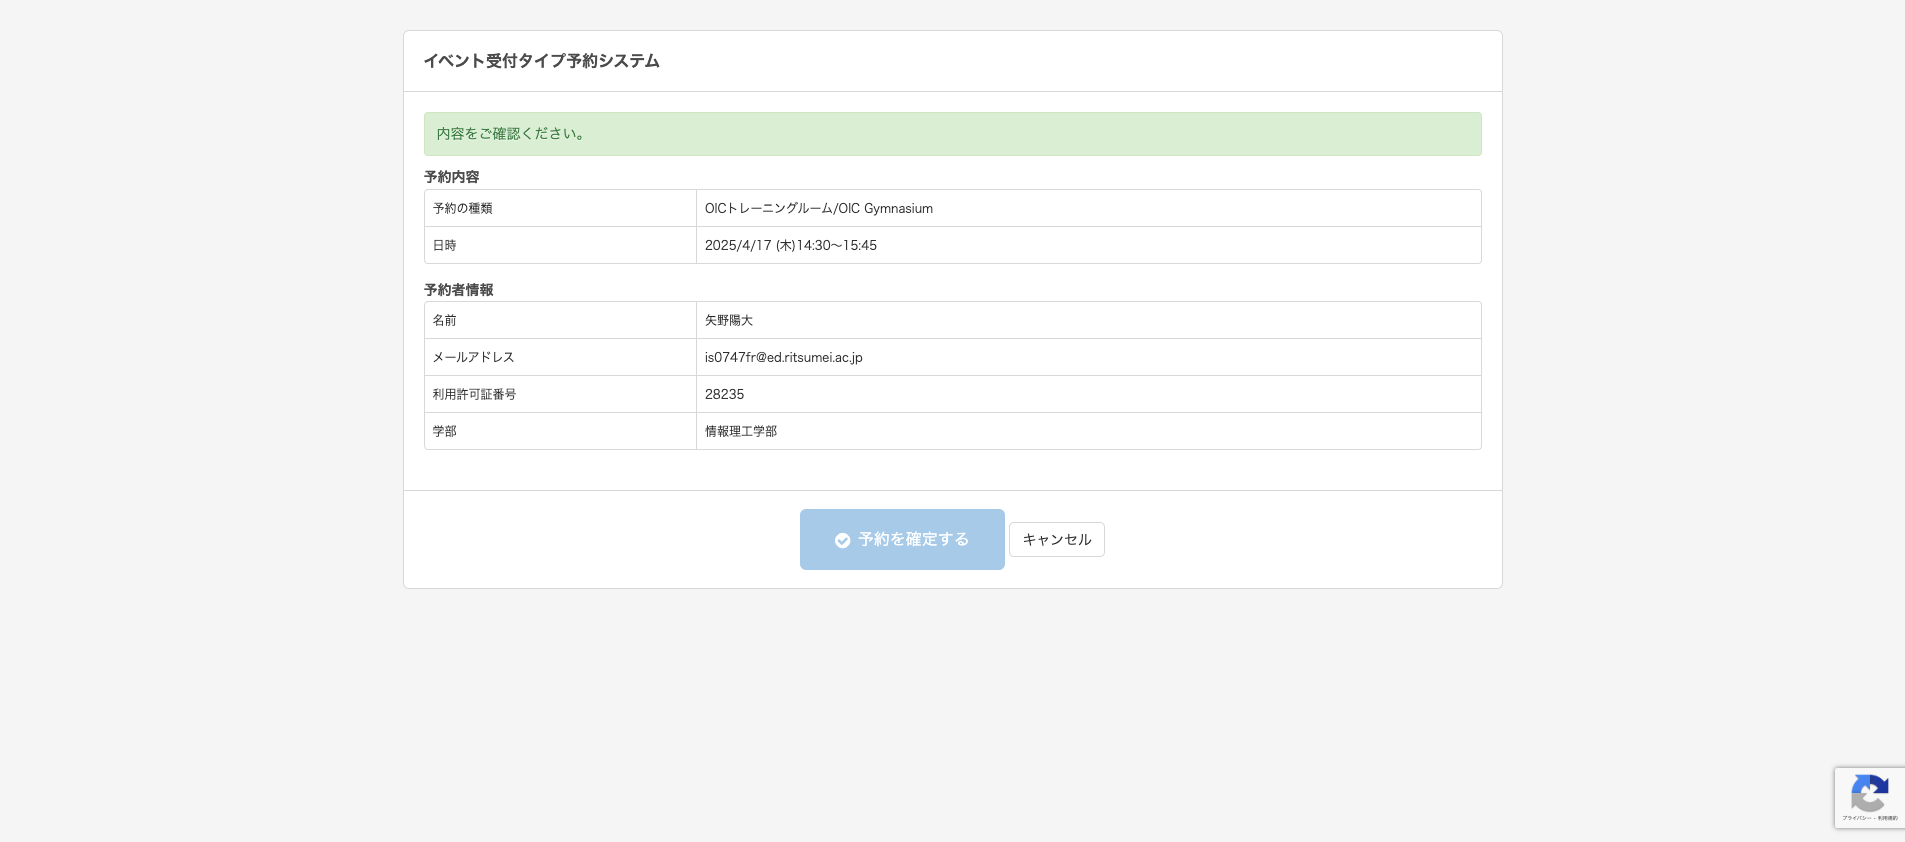 イベント受付タイプ予約システム
内容をご確認ください。
予約内容
予約の種類 OICトレーニングルーム/OIC Gymnasium
日時 2025/4/17 (木)14:30～15:45
予約者情報
名前 矢野陽大
メールアドレス is0747fr@ed.ritsumei.ac.jp
利用許可証番号 28235
学部 情報理工学部
予約を確定する キャンセル
プライバシー - 利用規約